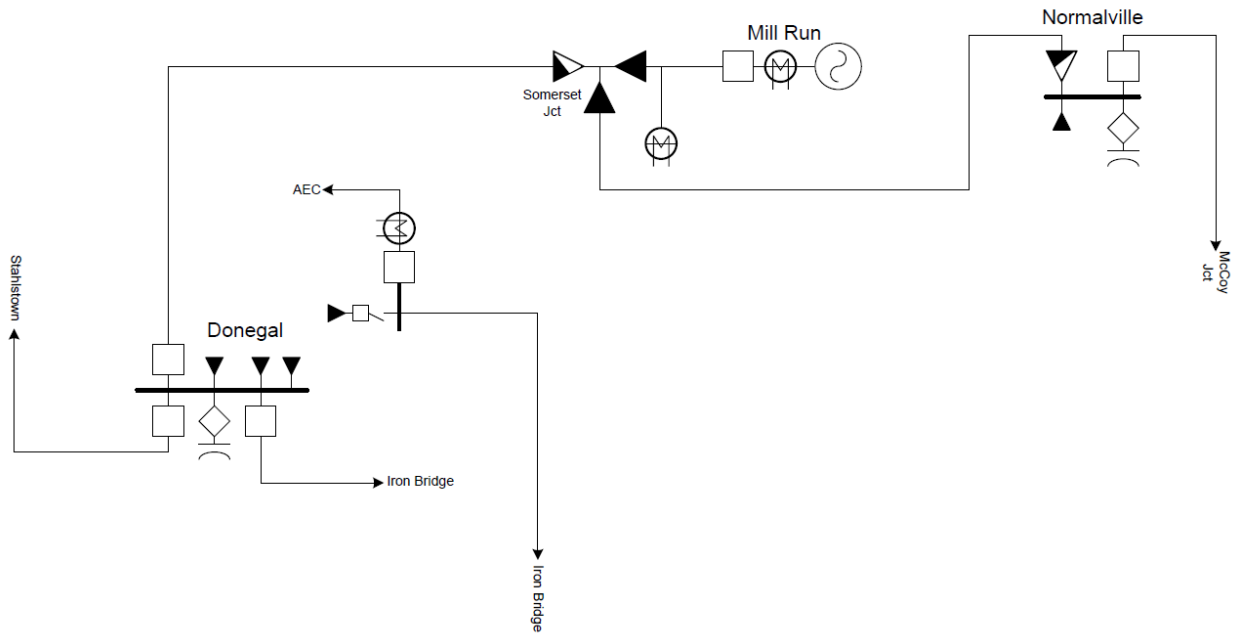 Normalville
Mill Run
Somerset
Jct
AEC
McCoy
Jct
Stahlstown
Donegal
Iron Bridge
Iron Bridge